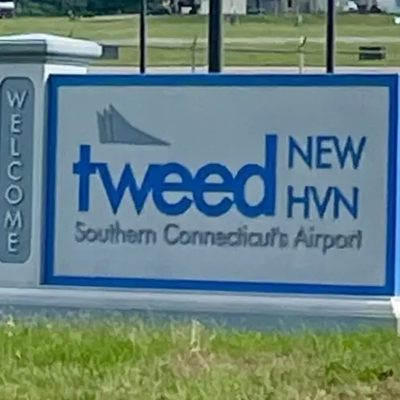 WELCOME
tweed NEW
HVN
Southern Connecticut's Airport